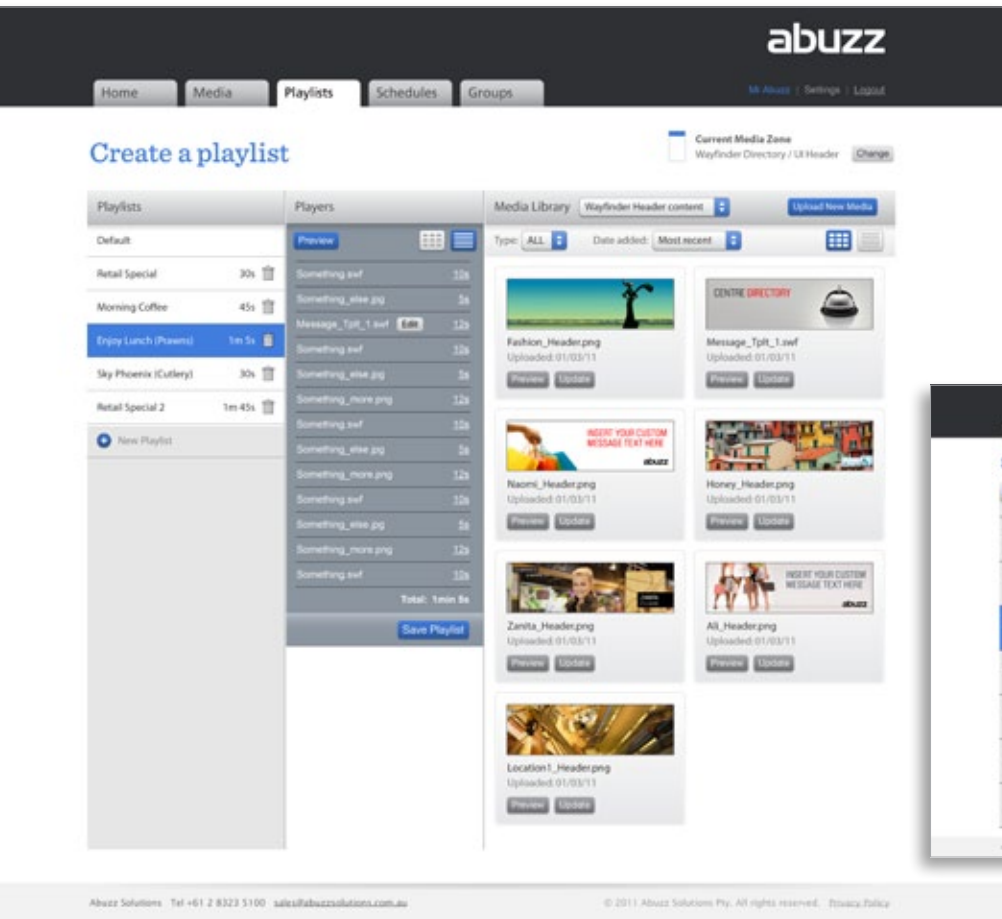 abuzz
Home Media Playlists Schedules Groups
Mi Abuzz | Settings | Logout
Create a playlist
Current Media Zone
Wayfinder Directory / UI Header Change
Playlists
Default
Retail Special 30s
Morning Coffee 45s
Enjoy Lunch (Prawns) 1m 5s
Sky Phoenix (Cutlery) 30s
Retail Special 2 1m 45s
New Playlist
Players
Preview
Something.swf 10s
Something_else.jpg 5s
Message_Tplt_1.swf Edit 12s
Something.swf 10s
Something_else.jpg 5s
Something_more.png 12s
Something.swf 10s
Something_else.jpg 5s
Something_more.png 12s
Something.swf 10s
Something_else.jpg 5s
Something_more.png 12s
Something.swf 10s
Total: 1min 5s
Save Playlist
Media Library Wayfinder Header content Upload New Media
Type: ALL Date added: Most recent
Fashion_Header.png
Uploaded: 01/03/11
Preview Update
CENTRE DIRECTORY
Message_Tplt_1.swf
Uploaded: 01/03/11
Preview Update
INSERT YOUR CUSTOM
MESSAGE TEXT HERE
abuzz
Naomi_Header.png
Uploaded: 01/03/11
Preview Update
Honey_Header.png
Uploaded: 01/03/11
Preview Update
Zanita_Header.png
Uploaded: 01/03/11
Preview Update
INSERT YOUR CUSTOM
MESSAGE TEXT HERE
abuzz
Ali_Header.png
Uploaded: 01/03/11
Preview Update
Location1_Header.png
Uploaded: 01/03/11
Preview Update
Abuzz Solutions Tel +61 2 8323 5100 sales@abuzzsolutions.com.au
© 2011 Abuzz Solutions Pty. All rights reserved. Privacy Policy